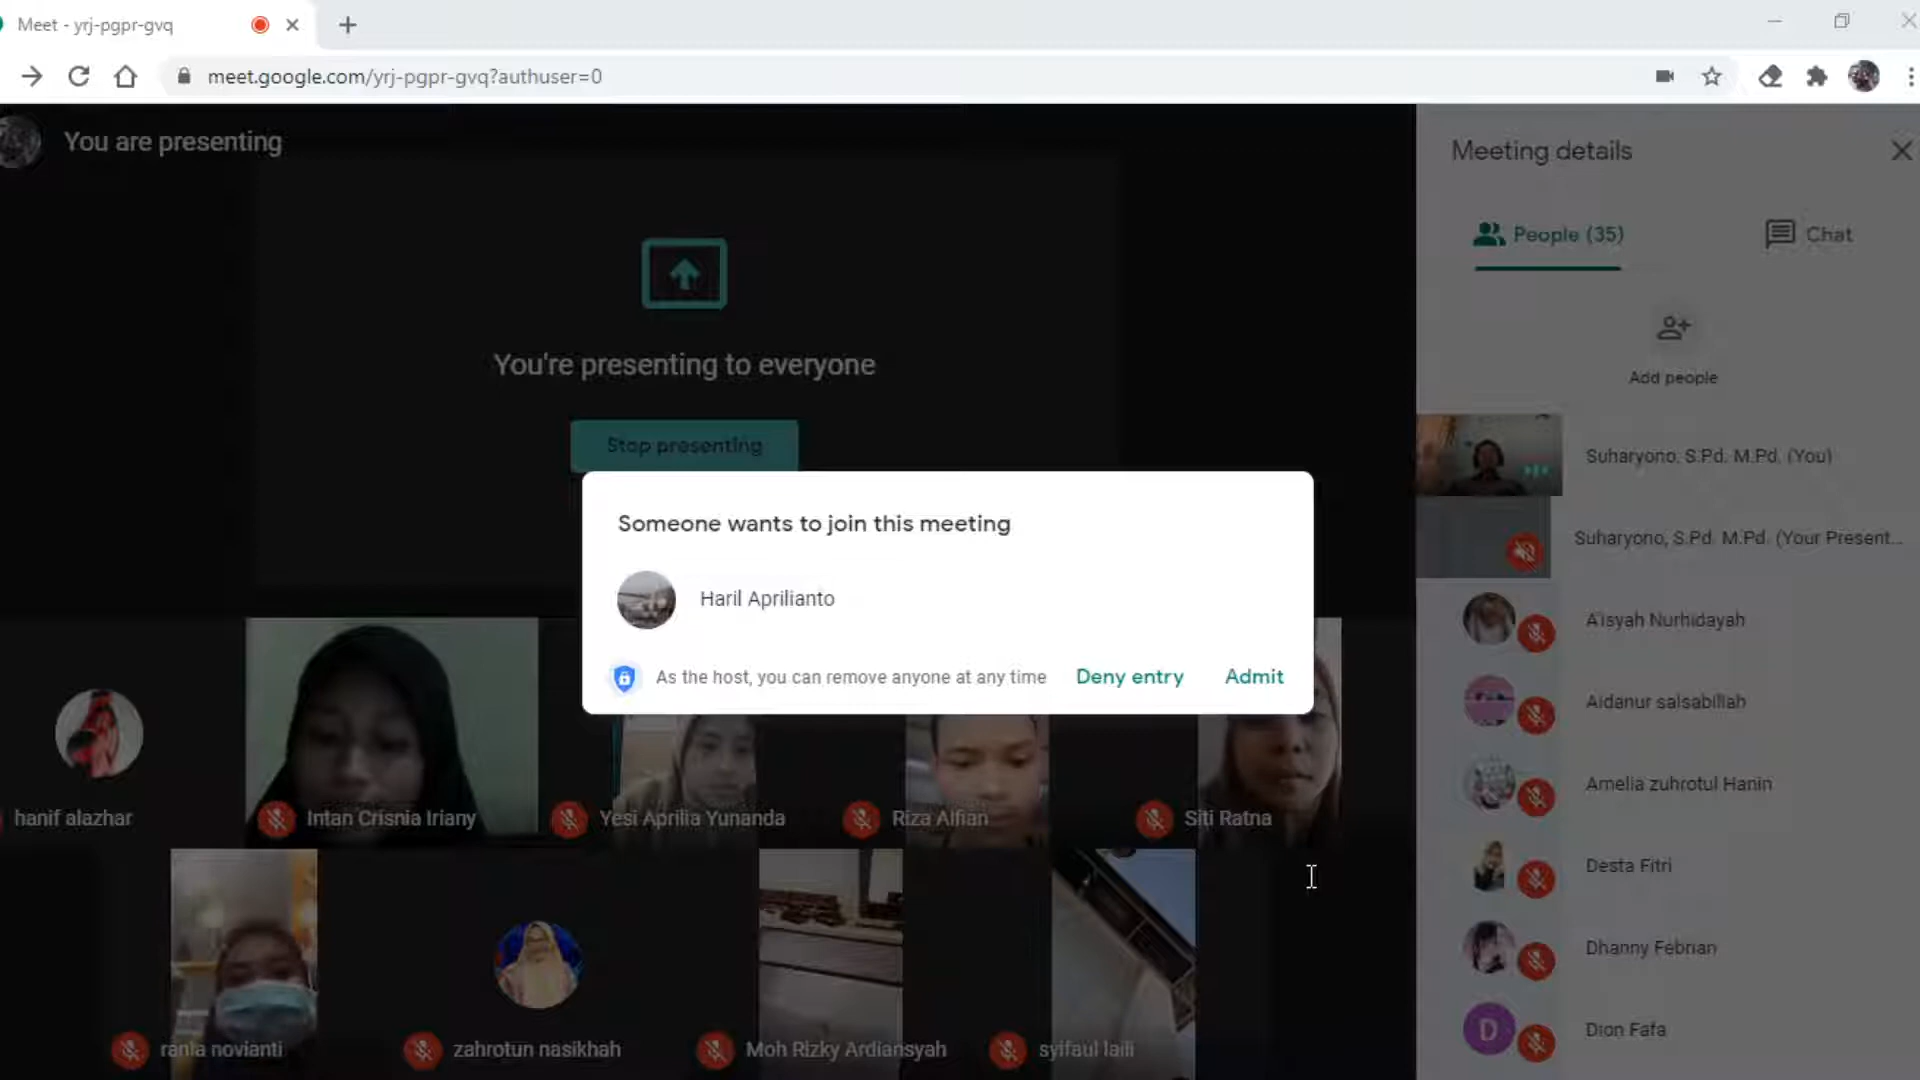 Meet - yrj-pgpr-gvq
meet.google.com/yrj-pgpr-gvq?authuser=0
You are presenting
Meeting details
People (35)
Chat
You're presenting to everyone
Add people
Stop presenting
Suharyono, S.Pd. M.Pd. (You)
Someone wants to join this meeting
Suharyono, S.Pd. M.Pd. (Your Present...
Haril Aprilianto
A'isyah Nurhidayah
As the host, you can remove anyone at any time
Deny entry
Admit
Aidanur salsabillah
Amelia zuhrotul Hanin
hanif alazhar
Intan Crisnia Iriany
Yesi Aprilia Yunanda
Riza Alfian
Siti Ratna
Desta Fitri
Dhanny Febrian
D
Dion Fafa
rania novianti
zahrotun nasikhah
Moh Rizky Ardiansyah
syifaul laili